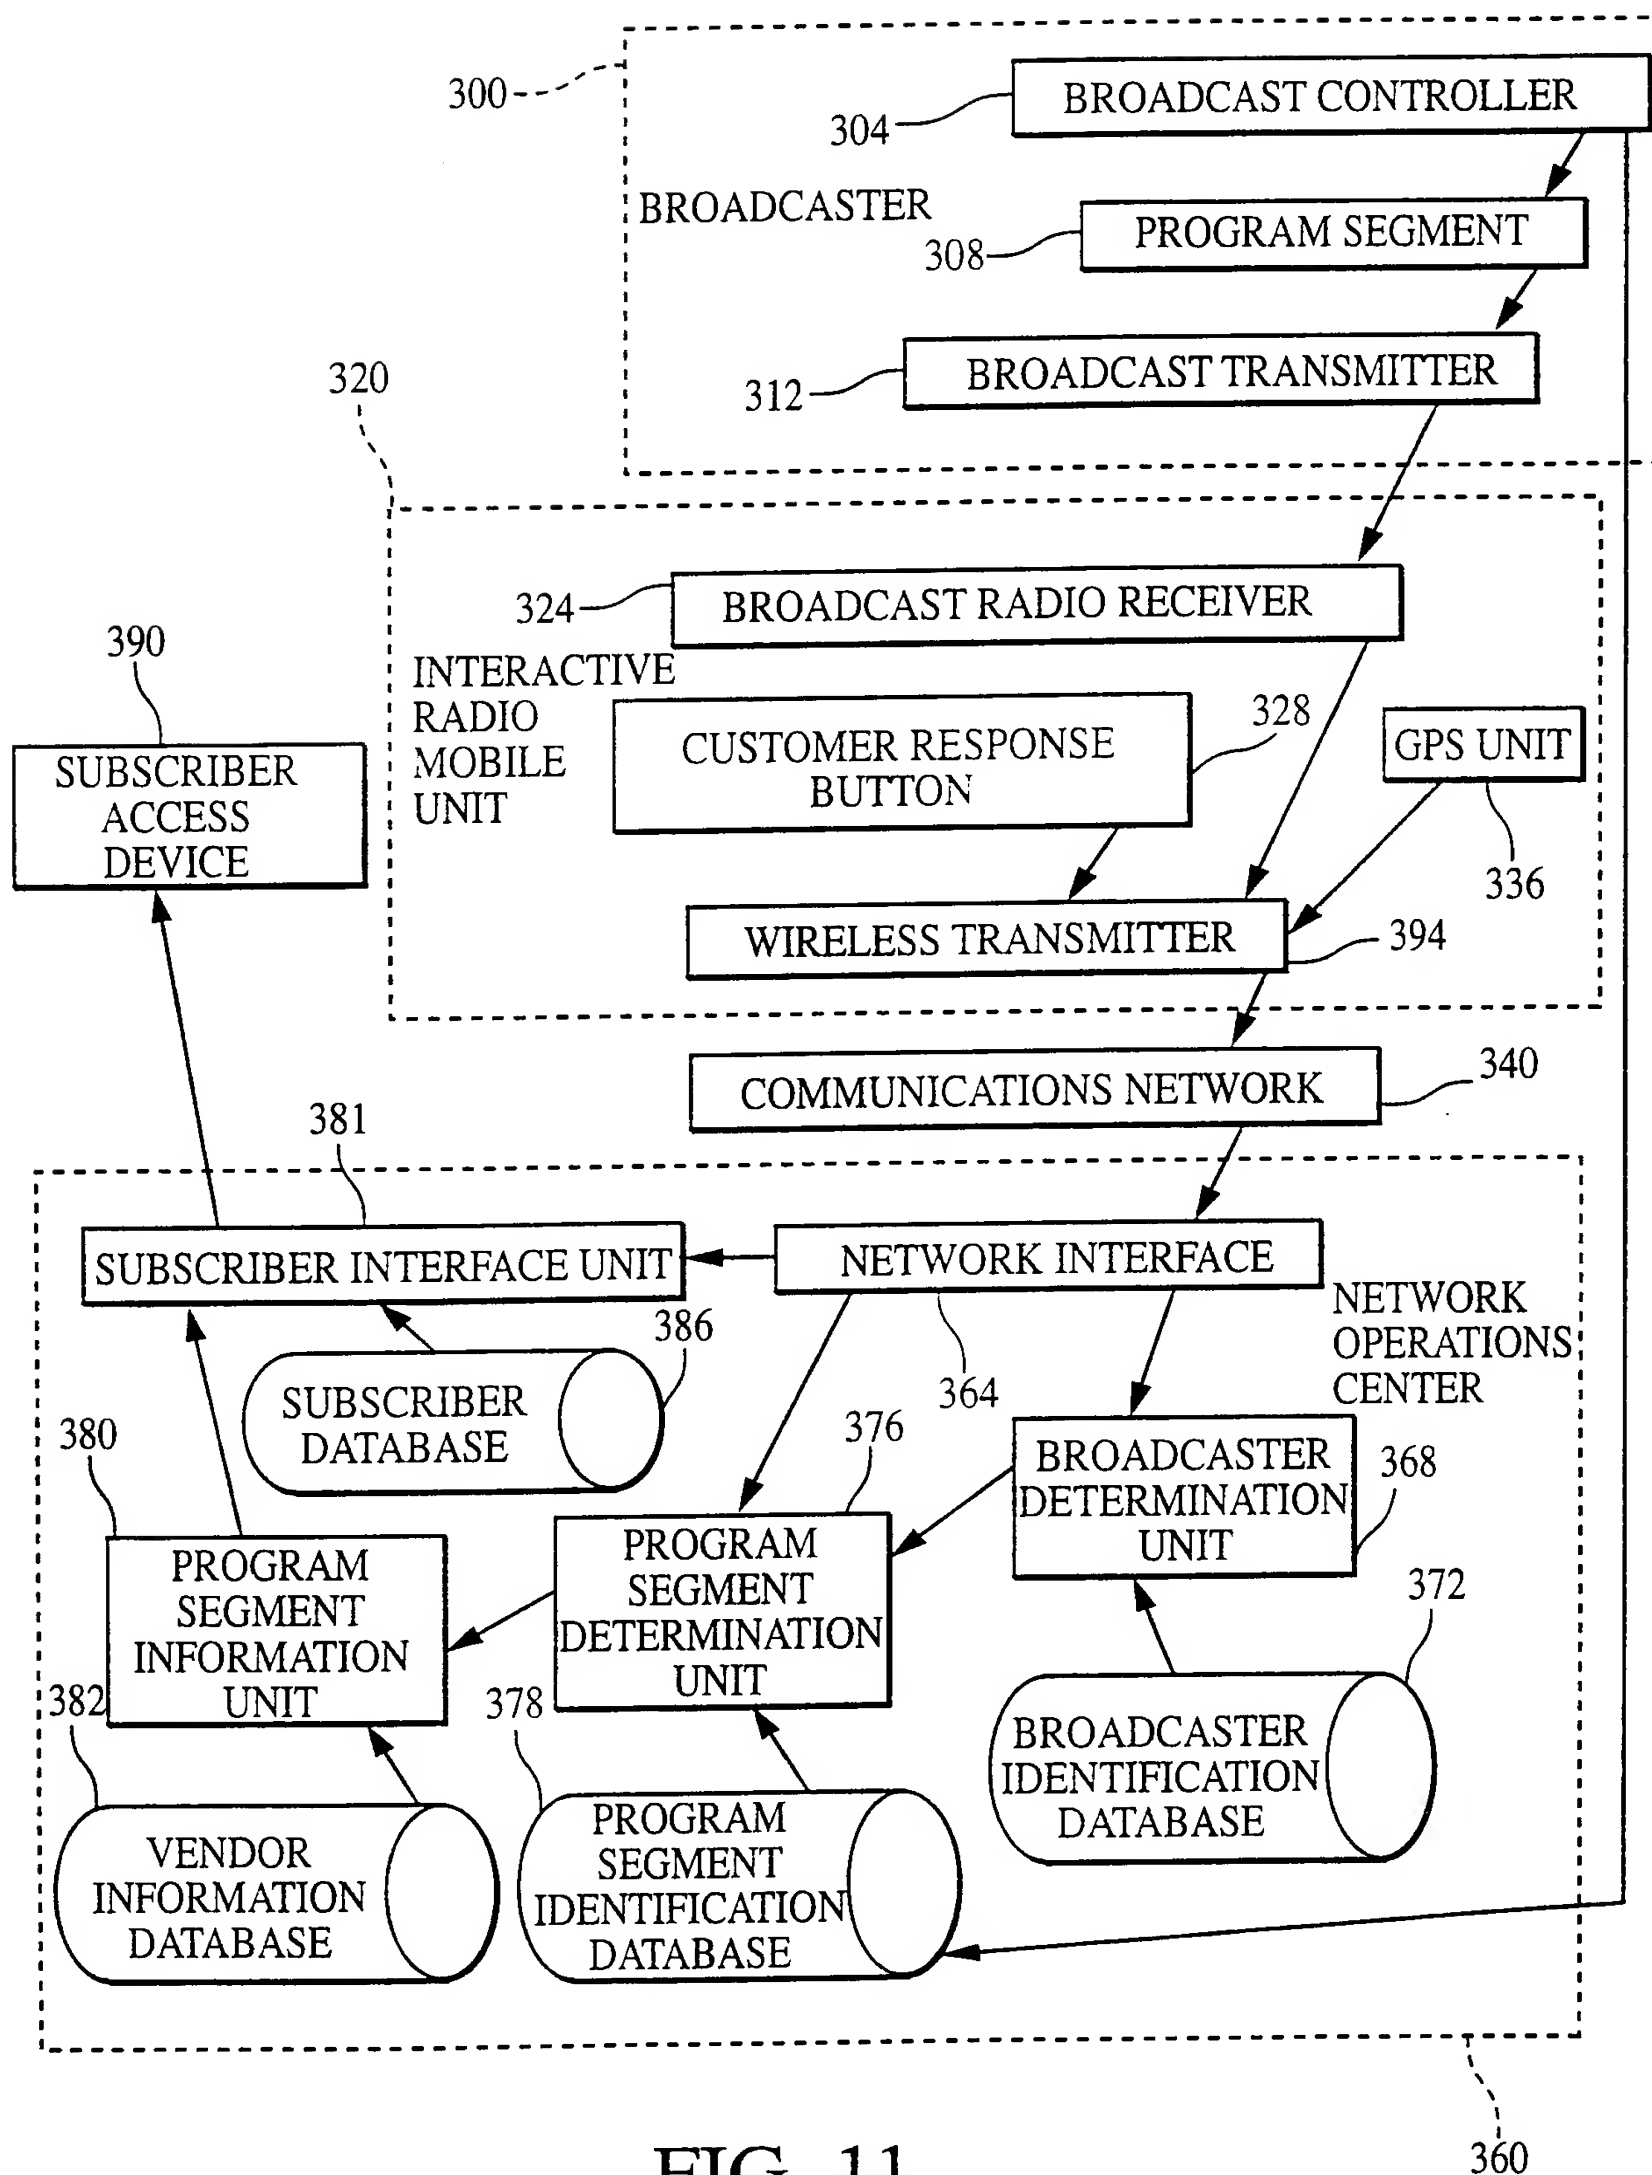 300
BROADCAST CONTROLLER
304
BROADCASTER
PROGRAM SEGMENT
308
BROADCAST TRANSMITTER
312
320
BROADCAST RADIO RECEIVER
324
INTERACTIVE
RADIO
MOBILE
UNIT
CUSTOMER RESPONSE
BUTTON
328
GPS UNIT
336
390
SUBSCRIBER
ACCESS
DEVICE
WIRELESS TRANSMITTER
394
COMMUNICATIONS NETWORK
340
381
SUBSCRIBER INTERFACE UNIT
NETWORK INTERFACE
364
NETWORK
OPERATIONS
CENTER
386
SUBSCRIBER
DATABASE
380
PROGRAM
SEGMENT
INFORMATION
UNIT
376
PROGRAM
SEGMENT
DETERMINATION
UNIT
BROADCASTER
DETERMINATION
UNIT
368
372
BROADCASTER
IDENTIFICATION
DATABASE
382
VENDOR
INFORMATION
DATABASE
378
PROGRAM
SEGMENT
IDENTIFICATION
DATABASE
360
FIG. 11